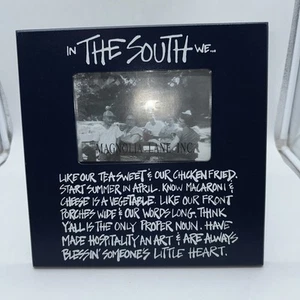 IN THE SOUTH WE...
MAGNOLIA LANE, INC.
LIKE OUR TEA SWEET & OUR CHICKEN FRIED.
START SUMMER IN APRIL. KNOW MACARONI &
CHEESE IS A VEGETABLE. LIKE OUR FRONT
PORCHES WIDE & OUR WORDS LONG. THINK
Y'ALL IS THE ONLY PROPER NOUN. HAVE
MADE HOSPITALITY AN ART & ARE ALWAYS
BLESSIN' SOMEONE'S LITTLE HEART.